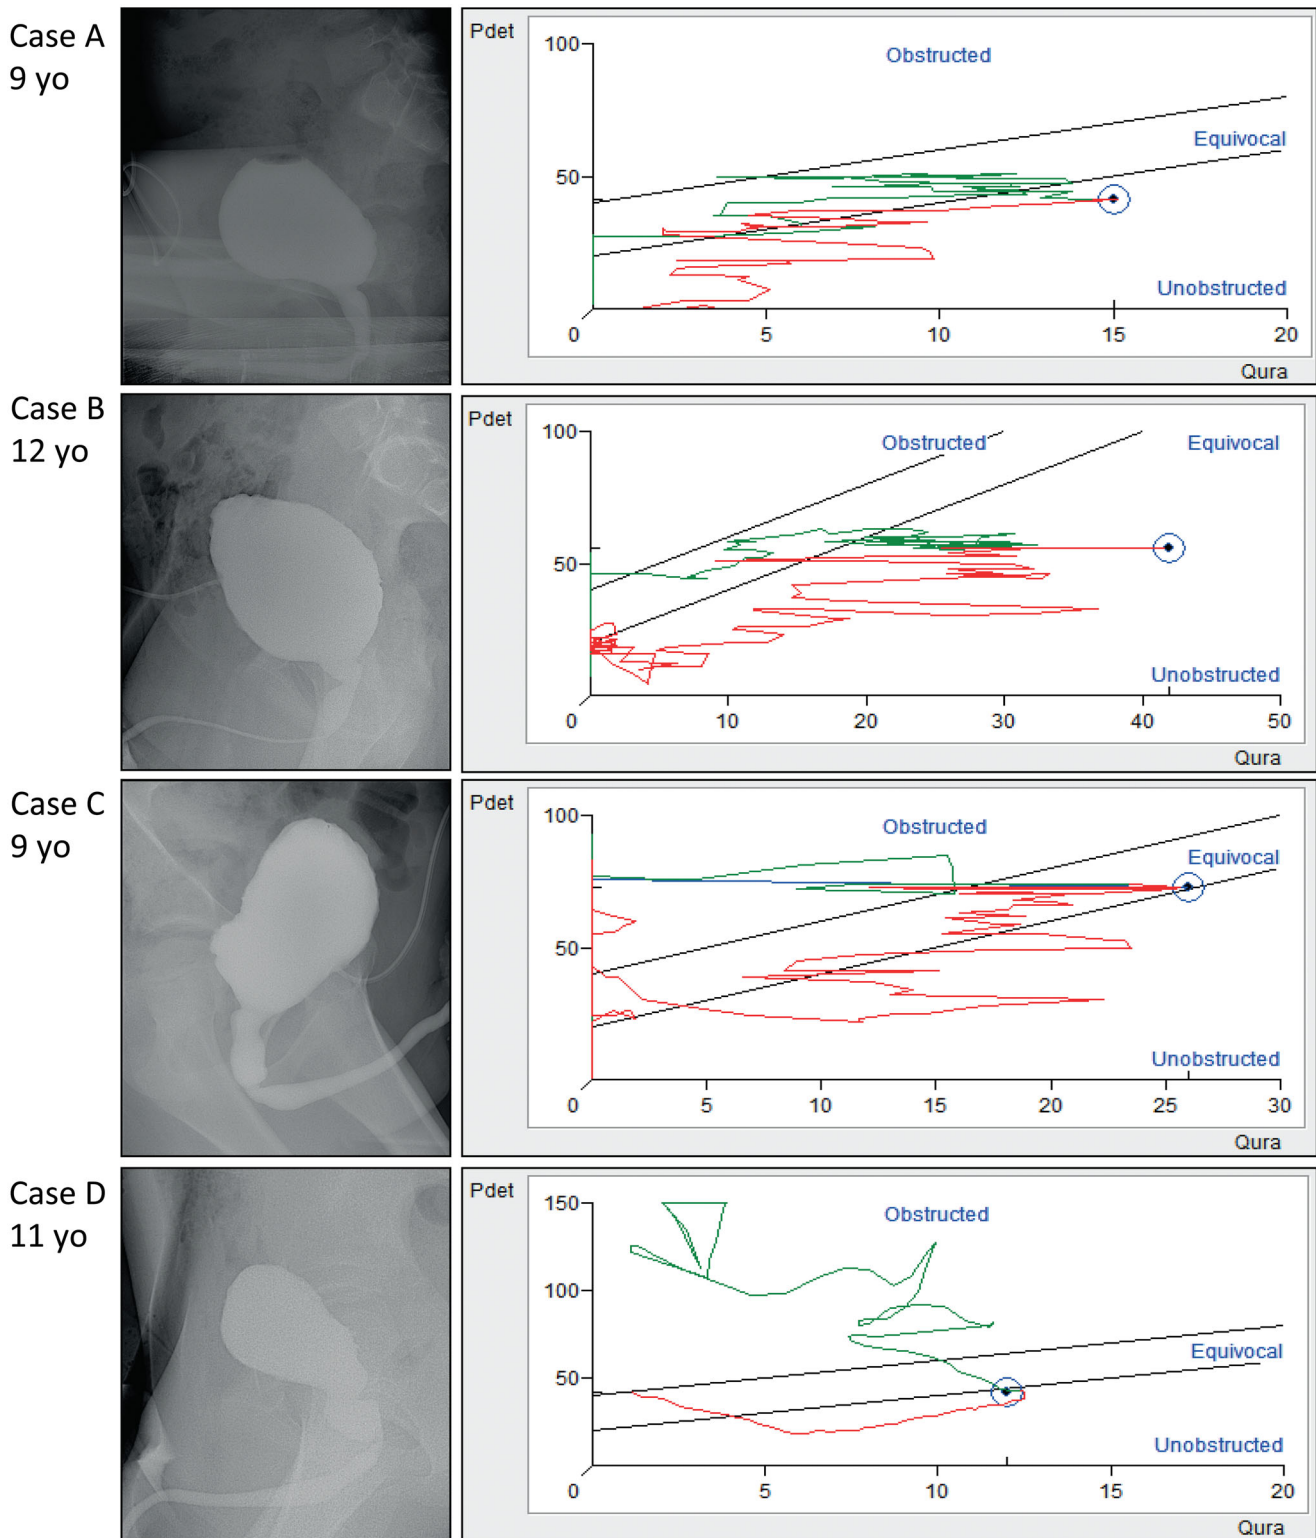 Case A
9 yo
Pdet
100
50
0
5
10
15
20
Obstructed
Equivocal
Unobstructed
Qura
Case B
12 yo
Pdet
100
50
0
10
20
30
40
50
Obstructed
Equivocal
Unobstructed
Qura
Case C
9 yo
Pdet
100
50
0
5
10
15
20
25
30
Obstructed
Equivocal
Unobstructed
Qura
Case D
11 yo
Pdet
150
100
50
0
5
10
15
20
Obstructed
Equivocal
Unobstructed
Qura